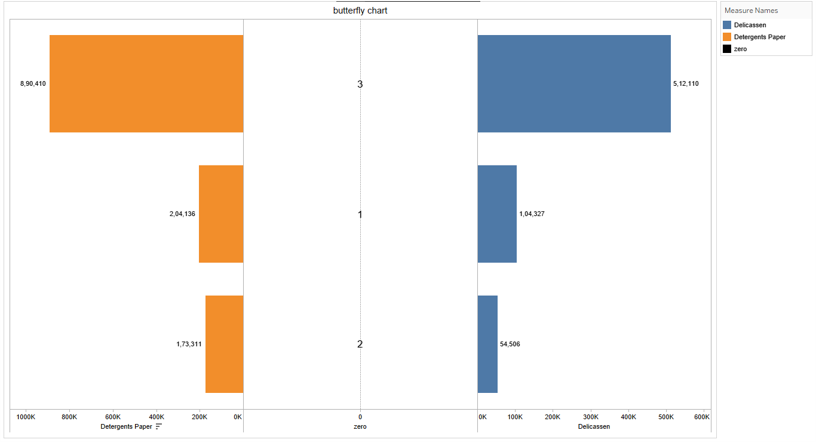 butterfly chart
Measure Names
Delicassen
Detergents Paper
zero
8,90,410
3
5,12,110
2,04,136
1
1,04,327
1,73,311
2
54,506
1000K 800K 600K 400K 200K 0K
0
0K 100K 200K 300K 400K 500K 600K
Detergents Paper
zero
Delicassen